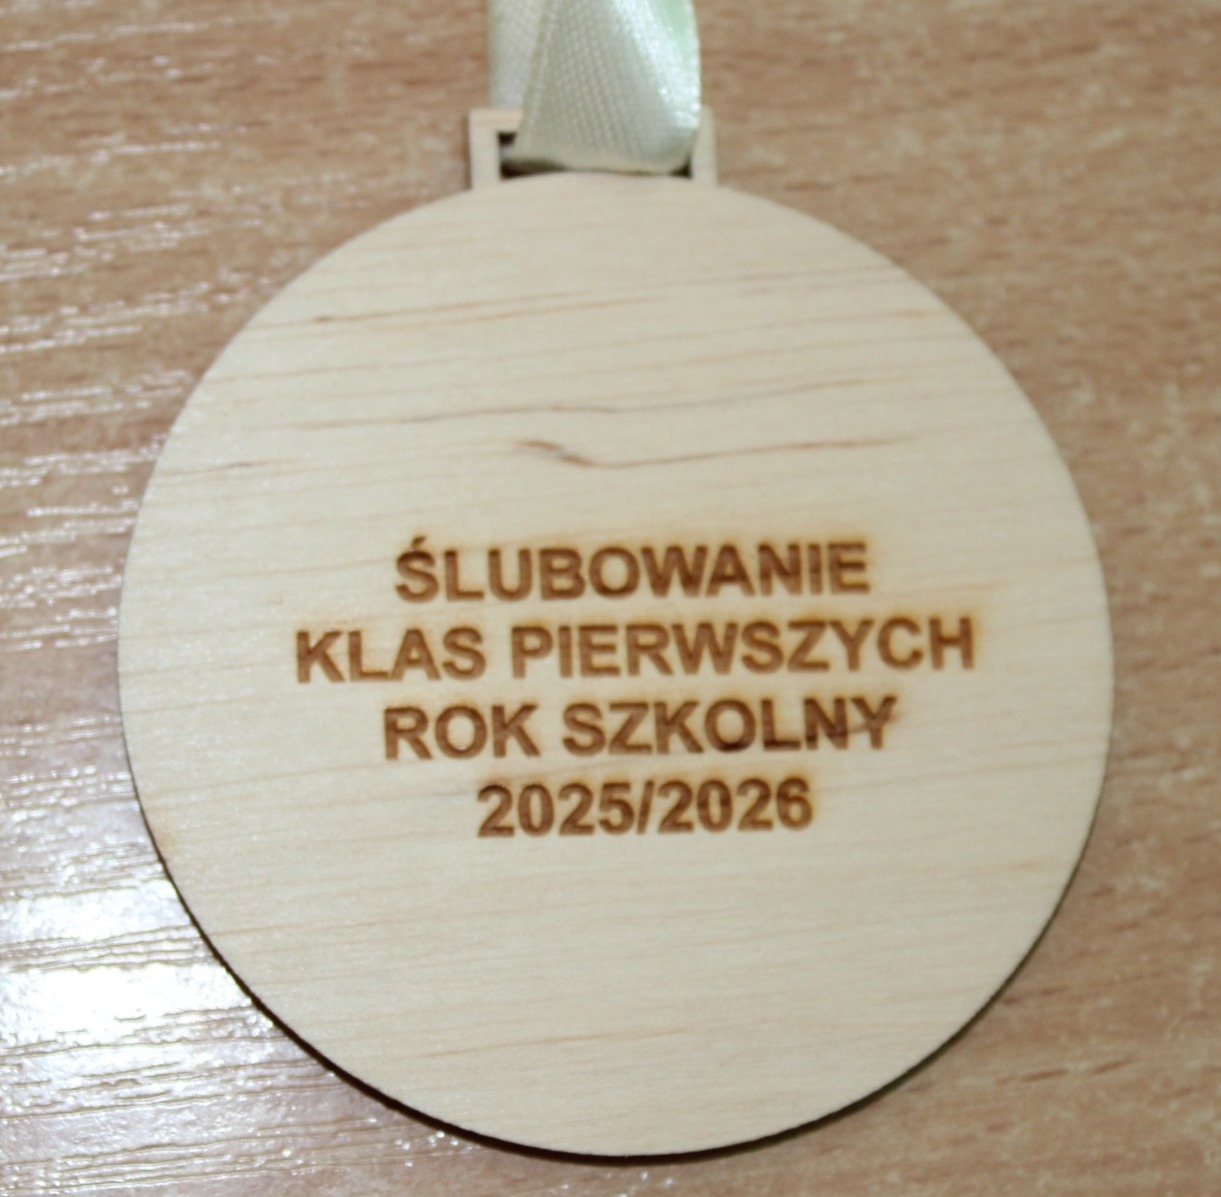 ŚLUBOWANIE
KLAS PIERWSZYCH
ROK SZKOLNY
2025/2026